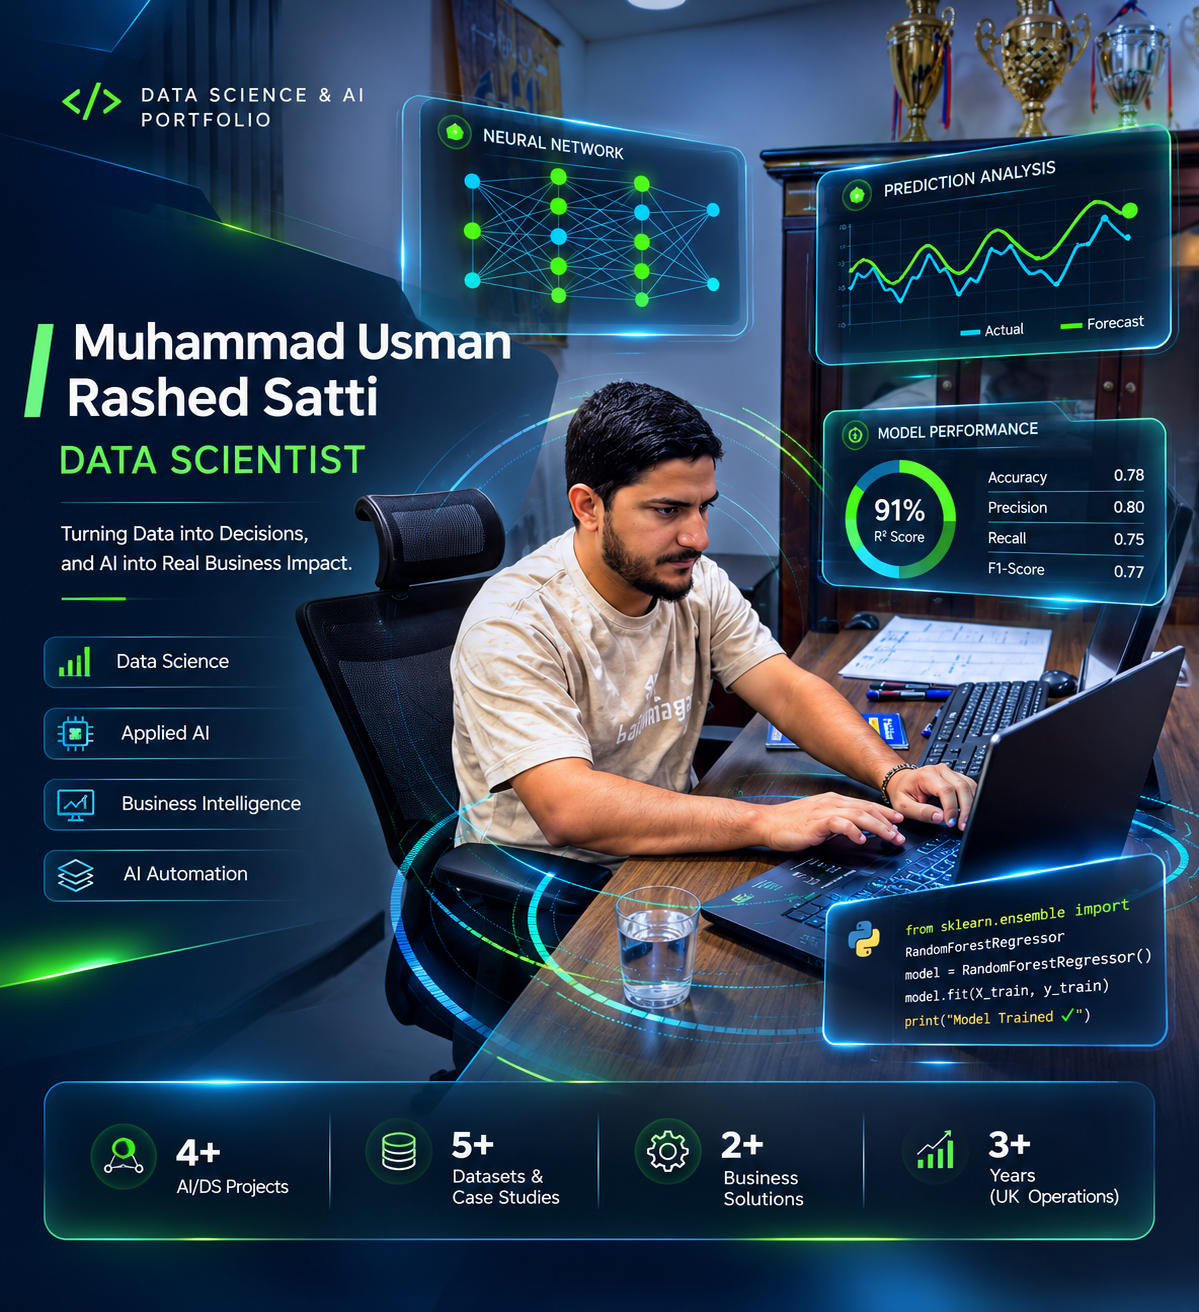 </>
DATA SCIENCE & AI
PORTFOLIO
NEURAL NETWORK
PREDICTION ANALYSIS
Actual
Forecast
Muhammad Usman
Rashed Satti
DATA SCIENTIST
Turning Data into Decisions,
and AI into Real Business Impact.
MODEL PERFORMANCE
91%
R² Score
Accuracy 0.78
Precision 0.80
Recall 0.75
F1-Score 0.77
Data Science
Applied AI
Business Intelligence
AI Automation
from sklearn.ensemble import
RandomForestRegressor
model = RandomForestRegressor()
model.fit(X_train, y_train)
print("Model Trained ✓")
4+
AI/DS Projects
5+
Datasets &
Case Studies
2+
Business
Solutions
3+
Years
(UK Operations)